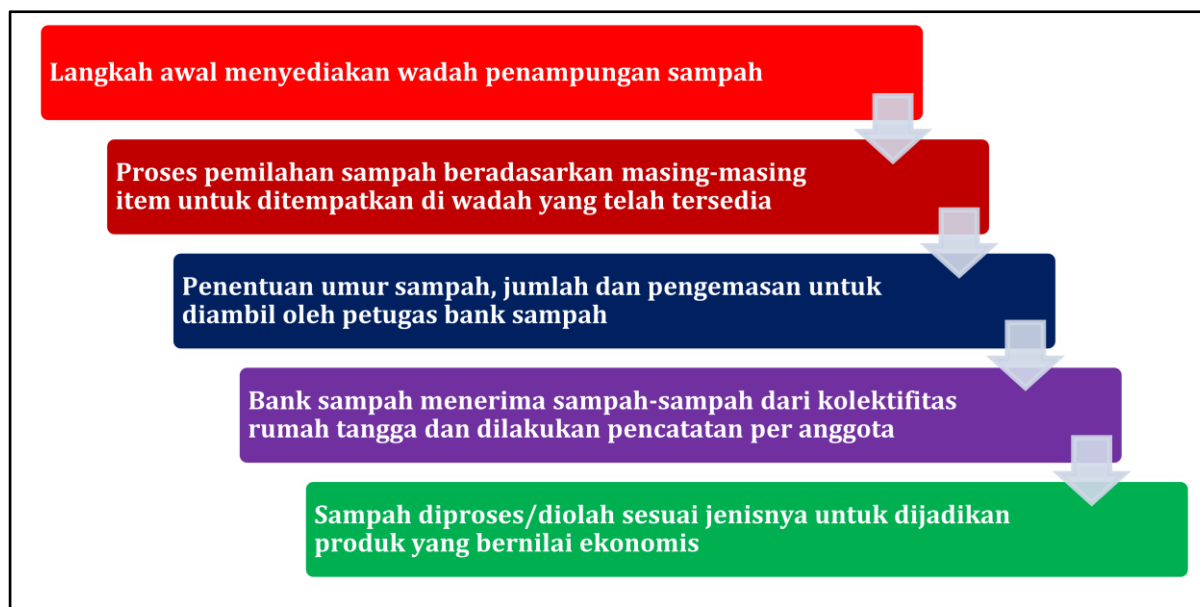 Langkah awal menyediakan wadah penampungan sampah
Proses pemilahan sampah beradasarkan masing-masing
item untuk ditempatkan di wadah yang telah tersedia
Penentuan umur sampah, jumlah dan pengemasan untuk
diambil oleh petugas bank sampah
Bank sampah menerima sampah-sampah dari kolektifitas
rumah tangga dan dilakukan pencatatan per anggota
Sampah diproses/diolah sesuai jenisnya untuk dijadikan
produk yang bernilai ekonomis